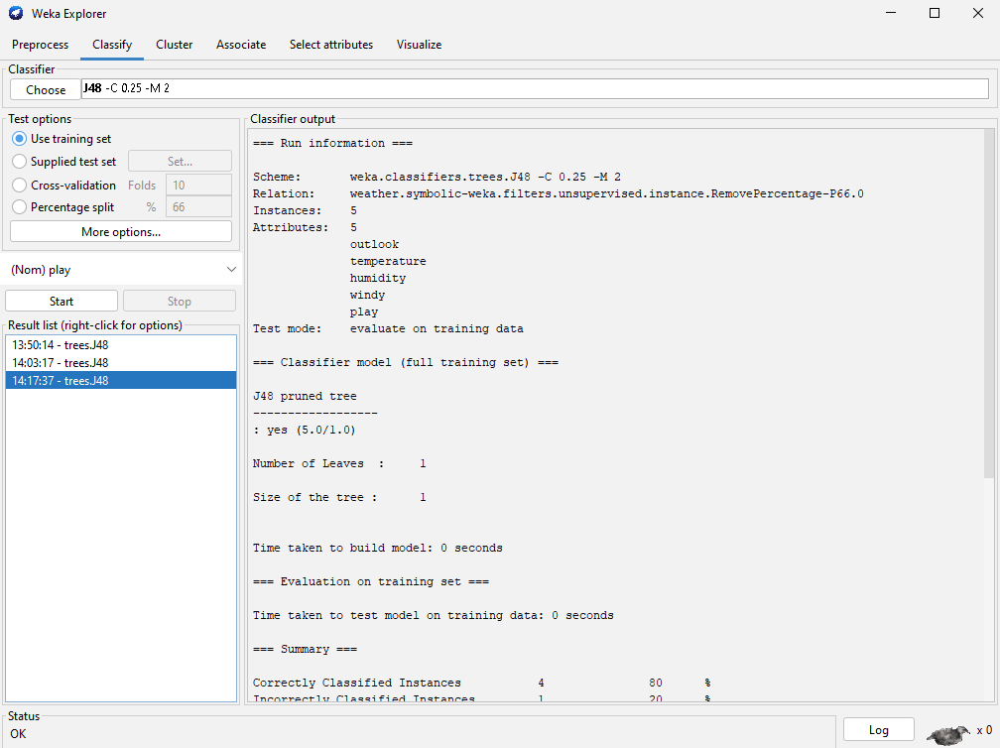 Weka Explorer
Preprocess Classify Cluster Associate Select attributes Visualize
Classifier
Choose J48 -C 0.25 -M 2
Test options
Use training set
Supplied test set Set...
Cross-validation Folds 10
Percentage split % 66
More options...
(Nom) play
Start Stop
Result list (right-click for options)
13:50:14 - trees.J48
14:03:17 - trees.J48
14:17:37 - trees.J48
Classifier output
=== Run information ===
Scheme: weka.classifiers.trees.J48 -C 0.25 -M 2
Relation: weather.symbolic-weka.filters.unsupervised.instance.RemovePercentage-P66.0
Instances: 5
Attributes: 5
outlook
temperature
humidity
windy
play
Test mode: evaluate on training data
=== Classifier model (full training set) ===
J48 pruned tree
------------------
: yes (5.0/1.0)
Number of Leaves : 1
Size of the tree : 1
Time taken to build model: 0 seconds
=== Evaluation on training set ===
Time taken to test model on training data: 0 seconds
=== Summary ===
Correctly Classified Instances 4 80 %
Incorrectly Classified Instances 1 20 %
Status
OK
Log
x 0